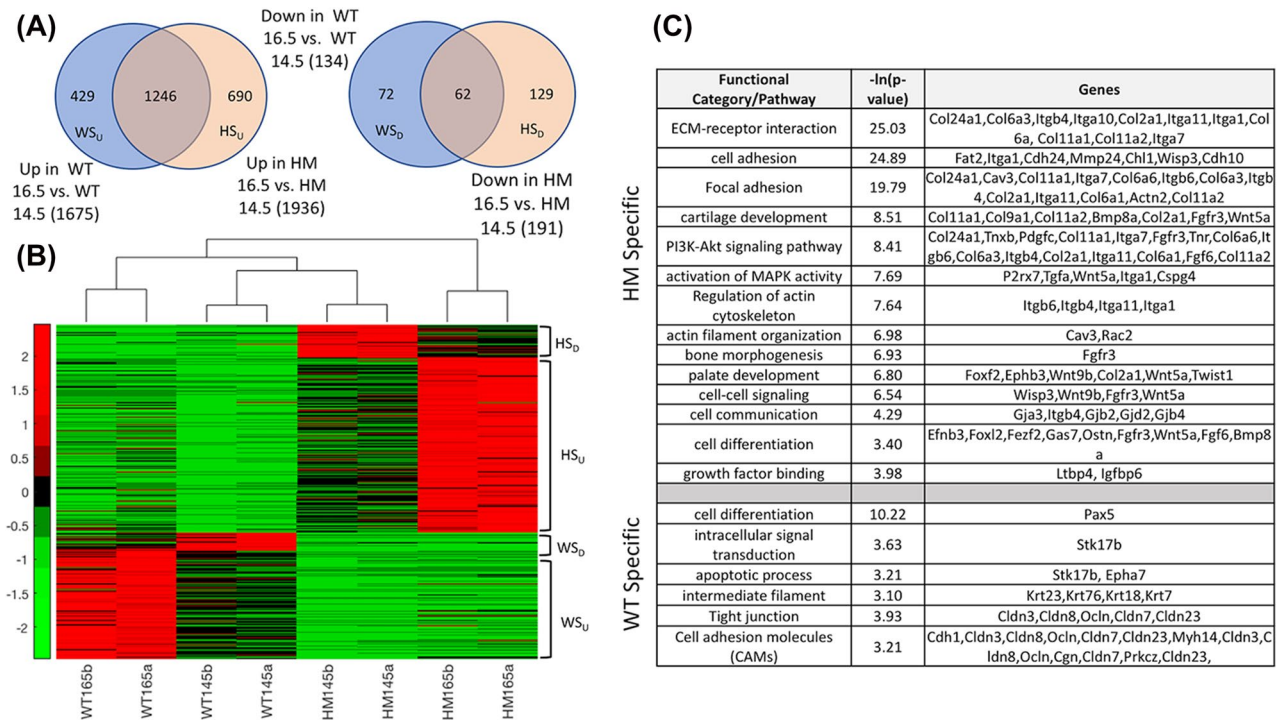 (A)
Down in WT
16.5 vs. WT
14.5 (134)
429
1246
690
WSU
HSU
72
62
129
WSD
HSD
Up in WT
16.5 vs. WT
14.5 (1675)
Up in HM
16.5 vs. HM
14.5 (1936)
Down in HM
16.5 vs. HM
14.5 (191)
(B)
2
1.5
1
0.5
0
-0.5
-1
-1.5
-2
HSD
HSU
WSD
WSU
WT165b
WT165a
WT145b
WT145a
HM145b
HM145a
HM165b
HM165a
(C)
HM Specific
WT Specific
Functional
Category/Pathway
-ln(p-
value)
Genes
ECM-receptor interaction
25.03
Col24a1,Col6a3,Itgb4,Itga10,Col2a1,Itga11,Itga1,Col
6a, Col11a1,Col11a2,Itga7
cell adhesion
24.89
Fat2,Itga1,Cdh24,Mmp24,Chl1,Wisp3,Cdh10
Focal adhesion
19.79
Col24a1,Cav3,Col11a1,Itga7,Col6a6,Itgb6,Col6a3,Itgb
4,Col2a1,Itga11,Col6a1,Actn2,Col11a2
cartilage development
8.51
Col11a1,Col9a1,Col11a2,Bmp8a,Col2a1,Fgfr3,Wnt5a
PI3K-Akt signaling pathway
8.41
Col24a1,Tnxb,Pdgfc,Col11a1,Itga7,Fgfr3,Tnr,Col6a6,It
gb6,Col6a3,Itgb4,Col2a1,Itga11,Col6a1,Fgf6,Col11a2
activation of MAPK activity
7.69
P2rx7,Tgfa,Wnt5a,Itga1,Cspg4
Regulation of actin
cytoskeleton
7.64
Itgb6,Itgb4,Itga11,Itga1
actin filament organization
6.98
Cav3,Rac2
bone morphogenesis
6.93
Fgfr3
palate development
6.80
Foxf2,Ephb3,Wnt9b,Col2a1,Wnt5a,Twist1
cell-cell signaling
6.54
Wisp3,Wnt9b,Fgfr3,Wnt5a
cell communication
4.29
Gja3,Itgb4,Gjb2,Gjd2,Gjb4
cell differentiation
3.40
Efnb3,Foxl2,Fezf2,Gas7,Ostn,Fgfr3,Wnt5a,Fgf6,Bmp8
a
growth factor binding
3.98
Ltbp4, Igfbp6
cell differentiation
10.22
Pax5
intracellular signal
transduction
3.63
Stk17b
apoptotic process
3.21
Stk17b, Epha7
intermediate filament
3.10
Krt23,Krt76,Krt18,Krt7
Tight junction
3.93
Cldn3,Cldn8,Ocln,Cldn7,Cldn23
Cell adhesion molecules
(CAMs)
3.21
Cdh1,Cldn3,Cldn8,Ocln,Cldn7,Cldn23,Myh14,Cldn3,C
ldn8,Ocln,Cgn,Cldn7,Prkcz,Cldn23,